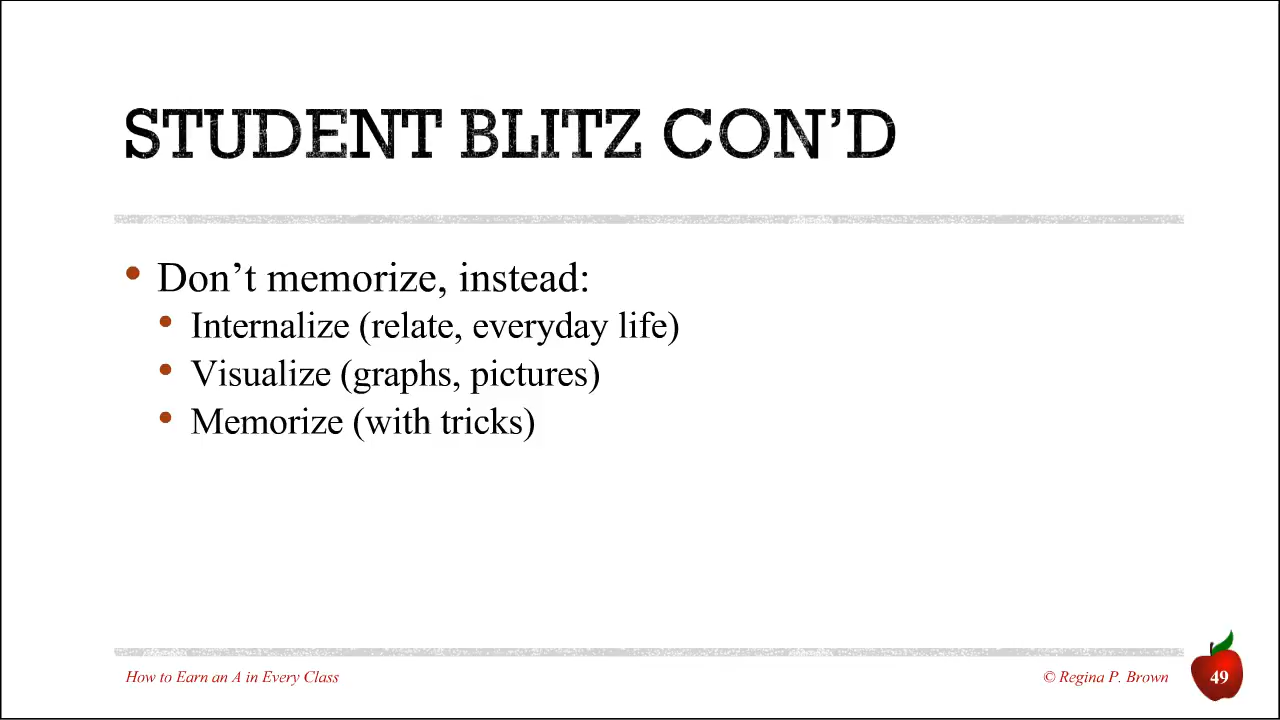 STUDENT BLITZ CON’D
• Don’t memorize, instead:
• Internalize (relate, everyday life)
• Visualize (graphs, pictures)
• Memorize (with tricks)
How to Earn an A in Every Class
© Regina P. Brown
49